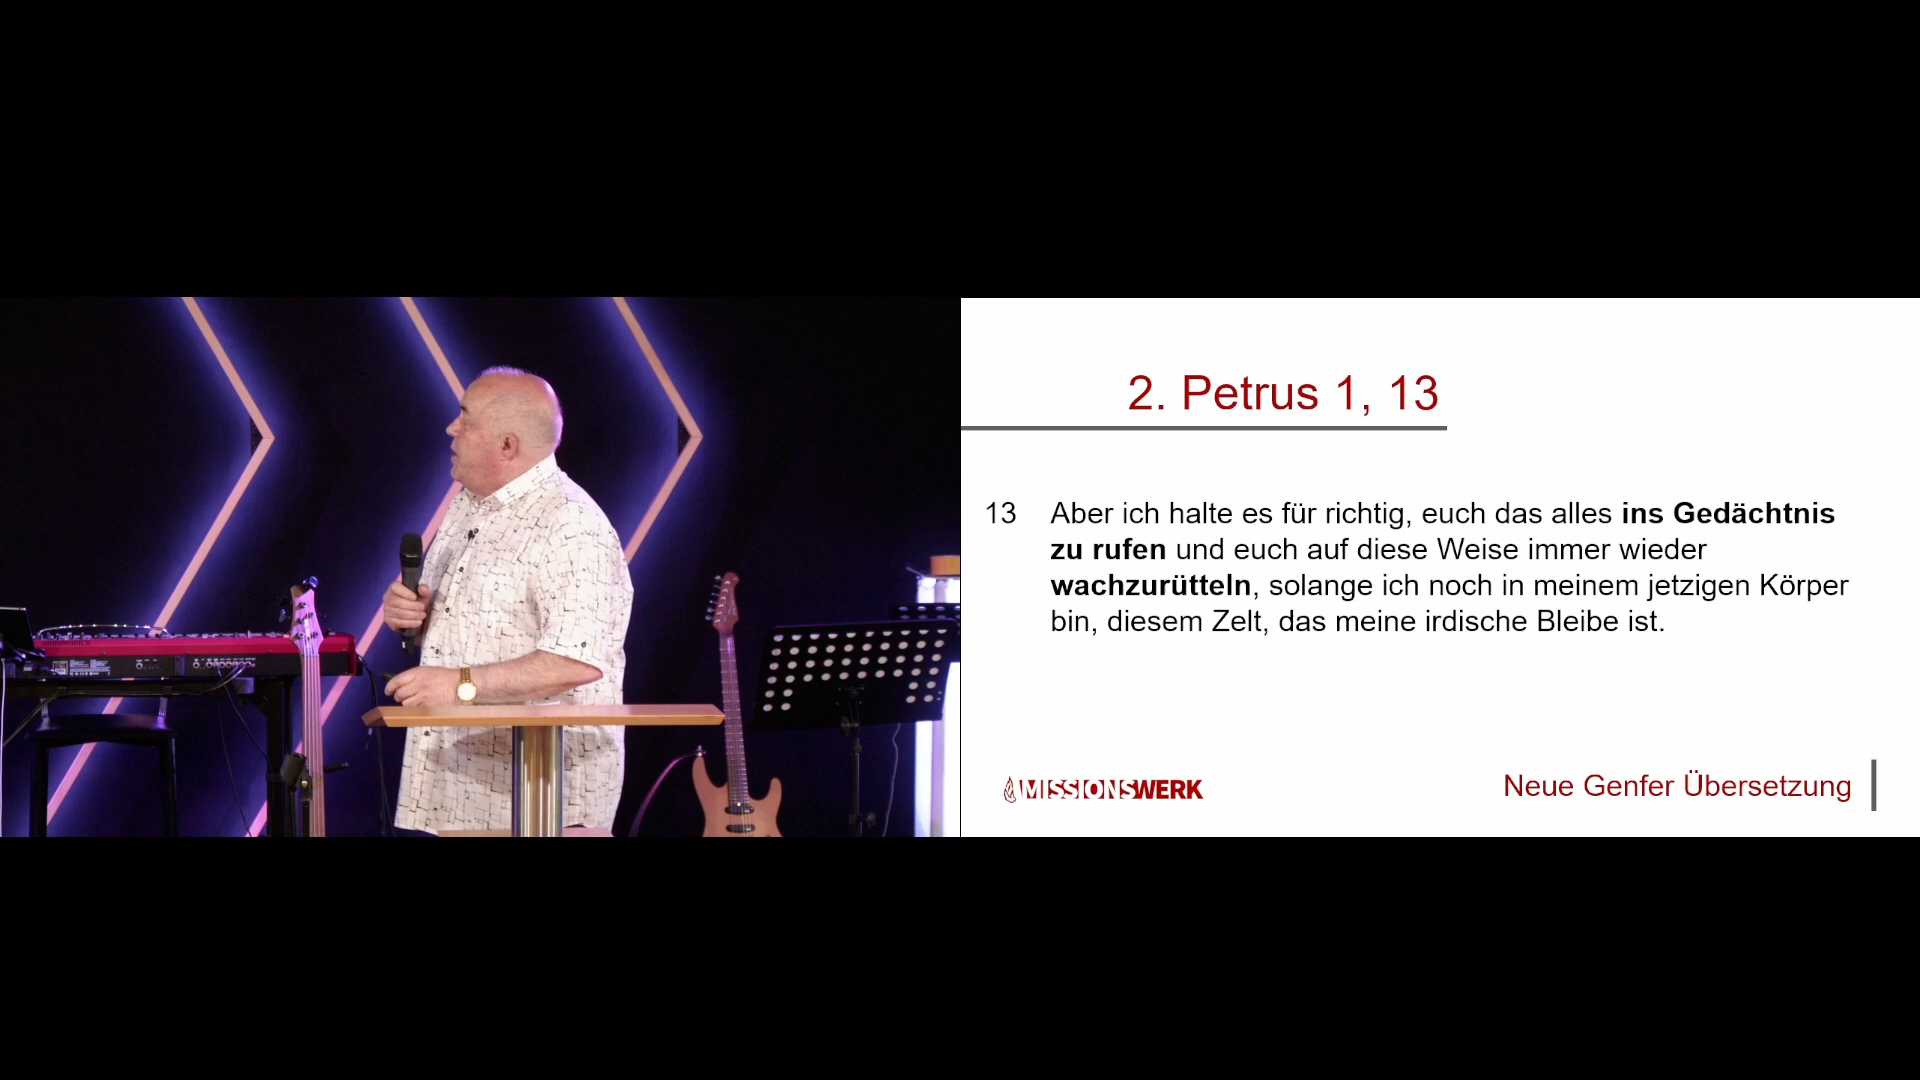 2. Petrus 1, 13
13 Aber ich halte es für richtig, euch das alles ins Gedächtnis
zu rufen und euch auf diese Weise immer wieder
wachzurütteln, solange ich noch in meinem jetzigen Körper
bin, diesem Zelt, das meine irdische Bleibe ist.
MISSIONSWERK
Neue Genfer Übersetzung